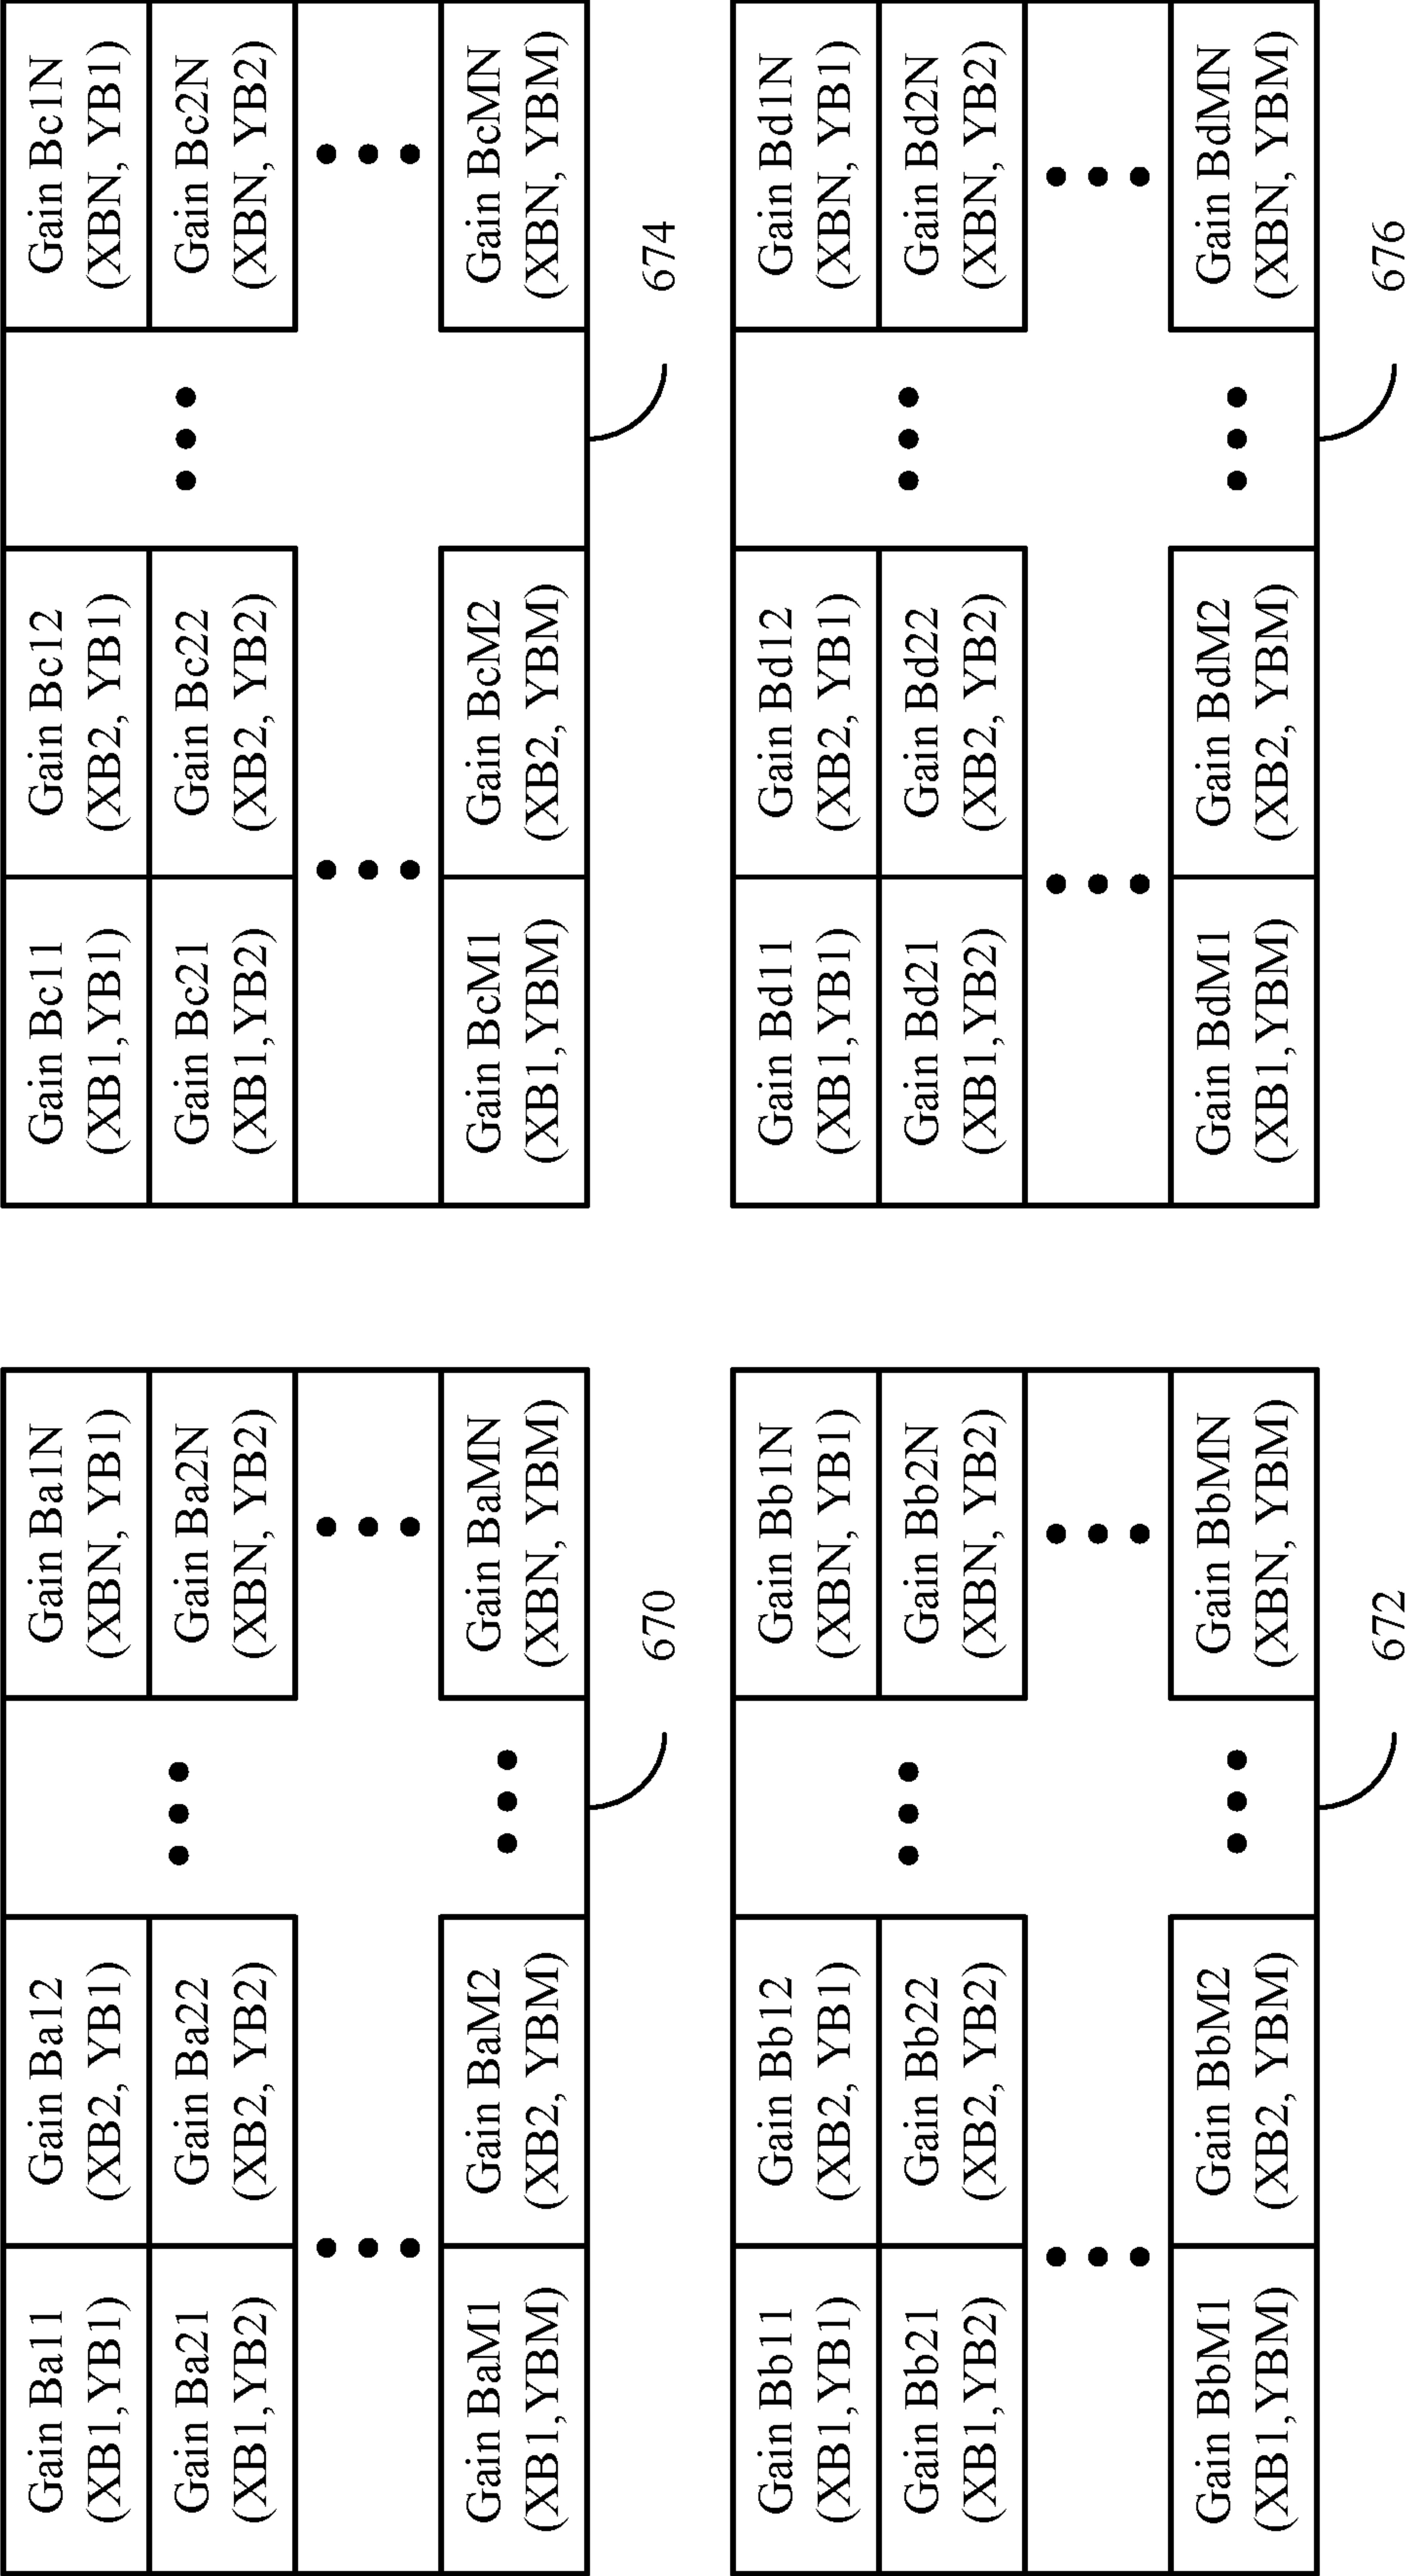 Gain Ba11
(XB1,YB1)
Gain Ba12
(XB2, YB1)
Gain Ba1N
(XBN, YB1)
Gain Ba21
(XB1,YB2)
Gain Ba22
(XB2, YB2)
Gain Ba2N
(XBN, YB2)
Gain BaM1
(XB1,YBM)
Gain BaM2
(XB2, YBM)
Gain BaMN
(XBN, YBM)
670
Gain Bc11
(XB1,YB1)
Gain Bc12
(XB2, YB1)
Gain Bc1N
(XBN, YB1)
Gain Bc21
(XB1,YB2)
Gain Bc22
(XB2, YB2)
Gain Bc2N
(XBN, YB2)
Gain BcM1
(XB1,YBM)
Gain BcM2
(XB2, YBM)
Gain BcMN
(XBN, YBM)
674
Gain Bb11
(XB1,YB1)
Gain Bb12
(XB2, YB1)
Gain Bb1N
(XBN, YB1)
Gain Bb21
(XB1,YB2)
Gain Bb22
(XB2, YB2)
Gain Bb2N
(XBN, YB2)
Gain BbM1
(XB1,YBM)
Gain BbM2
(XB2, YBM)
Gain BbMN
(XBN, YBM)
672
Gain Bd11
(XB1,YB1)
Gain Bd12
(XB2, YB1)
Gain Bd1N
(XBN, YB1)
Gain Bd21
(XB1,YB2)
Gain Bd22
(XB2, YB2)
Gain Bd2N
(XBN, YB2)
Gain BdM1
(XB1,YBM)
Gain BdM2
(XB2, YBM)
Gain BdMN
(XBN, YBM)
676